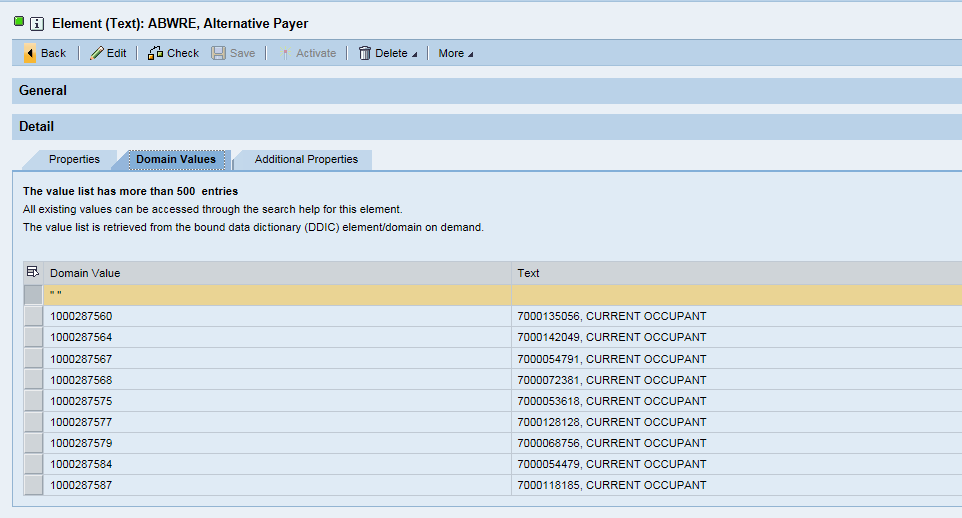 Element (Text): ABWRE, Alternative Payer
Back Edit Check Save Activate Delete More
General
Detail
Properties Domain Values Additional Properties
The value list has more than 500 entries
All existing values can be accessed through the search help for this element.
The value list is retrieved from the bound data dictionary (DDIC) element/domain on demand.
Domain Value Text
" "
1000287560 7000135056, CURRENT OCCUPANT
1000287564 7000142049, CURRENT OCCUPANT
1000287567 7000054791, CURRENT OCCUPANT
1000287568 7000072381, CURRENT OCCUPANT
1000287575 7000053618, CURRENT OCCUPANT
1000287577 7000128128, CURRENT OCCUPANT
1000287579 7000068756, CURRENT OCCUPANT
1000287584 7000054479, CURRENT OCCUPANT
1000287587 7000118185, CURRENT OCCUPANT